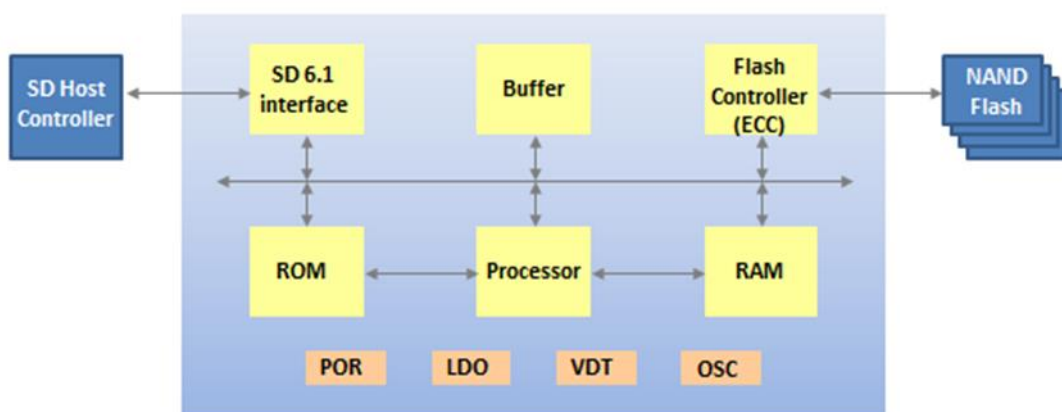 SD Host
Controller
SD 6.1
interface
Buffer
Flash
Controller
(ECC)
NAND
Flash
ROM
Processor
RAM
POR
LDO
VDT
OSC